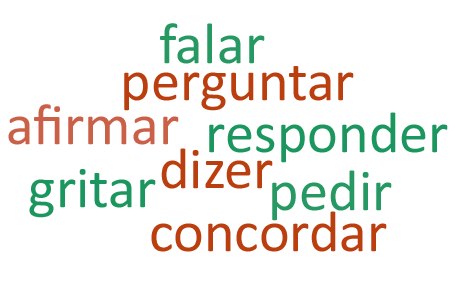 falar
perguntar
afirmar responder
dizer
gritar pedir
concordar